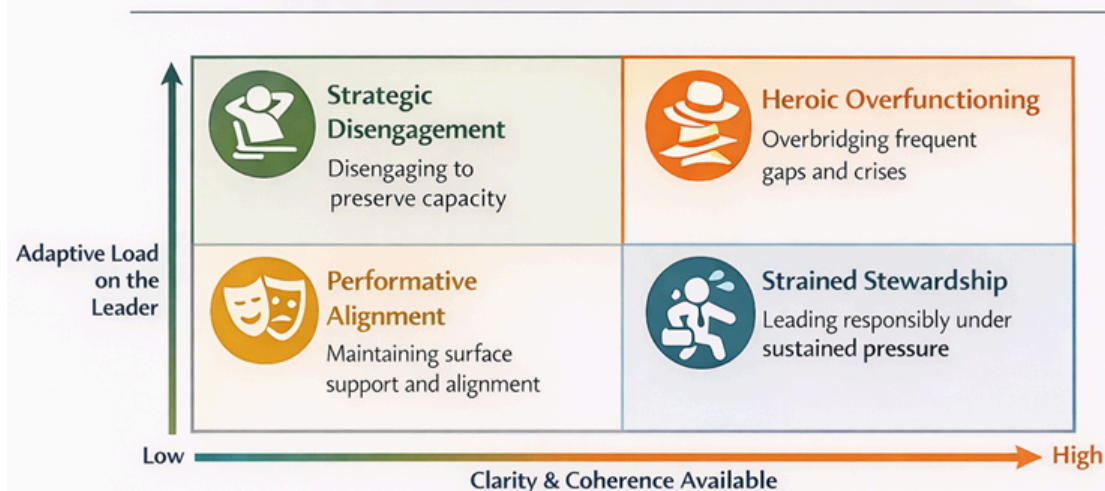 Strategic
Disengagement
Disengaging to
preserve capacity
Heroic Overfunctioning
Overbridging frequent
gaps and crises
Adaptive Load
on the
Leader
Performative
Alignment
Maintaining surface
support and alignment
Strained Stewardship
Leading responsibly under
sustained pressure
Low
High
Clarity & Coherence Available